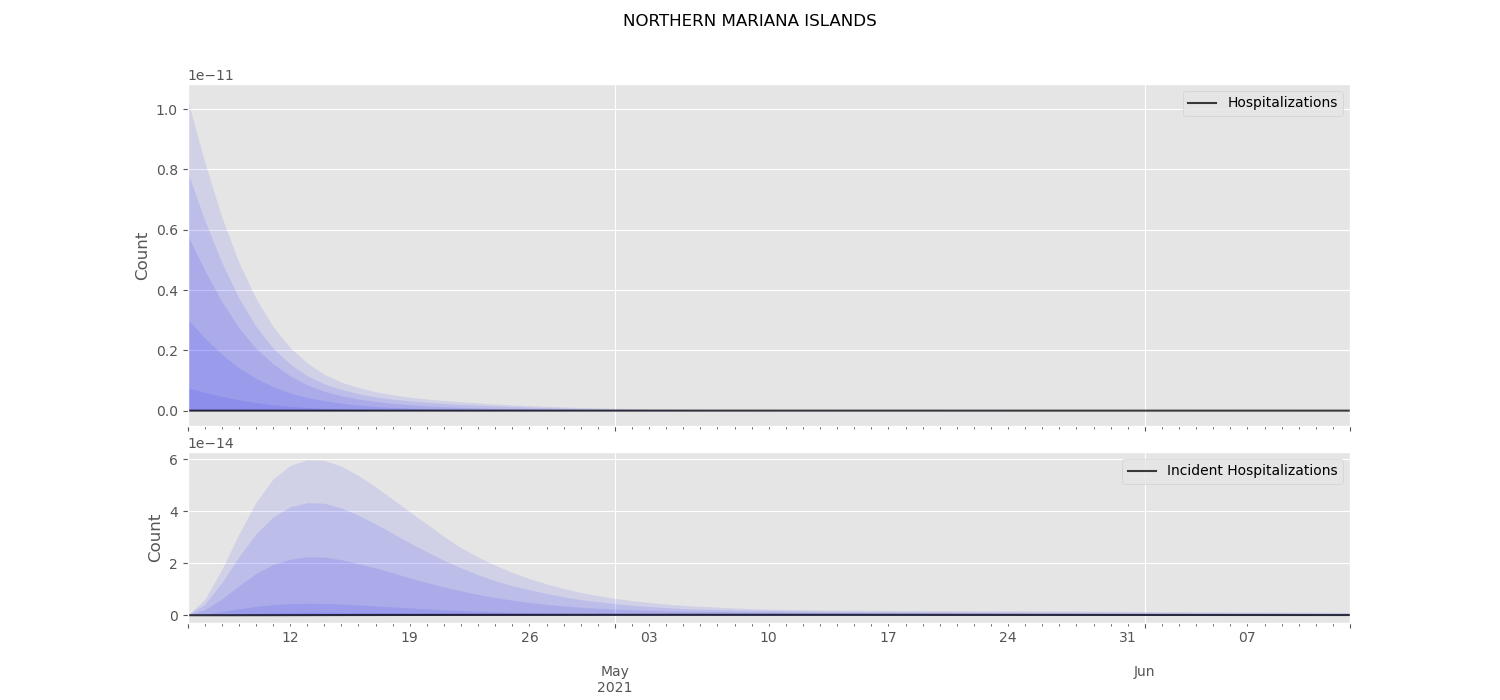 NORTHERN MARIANA ISLANDS
1e−11
Hospitalizations
1.0
0.8
0.6
0.4
0.2
0.0
Count
1e−14
Incident Hospitalizations
6
4
2
0
Count
12 19 26 03 10 17 24 31 07
May Jun
2021